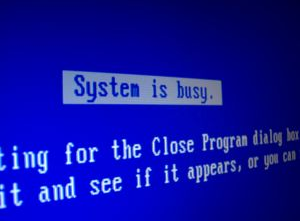 System is busy.
ting for the Close Program dialog box
it and see if it appears, or you can